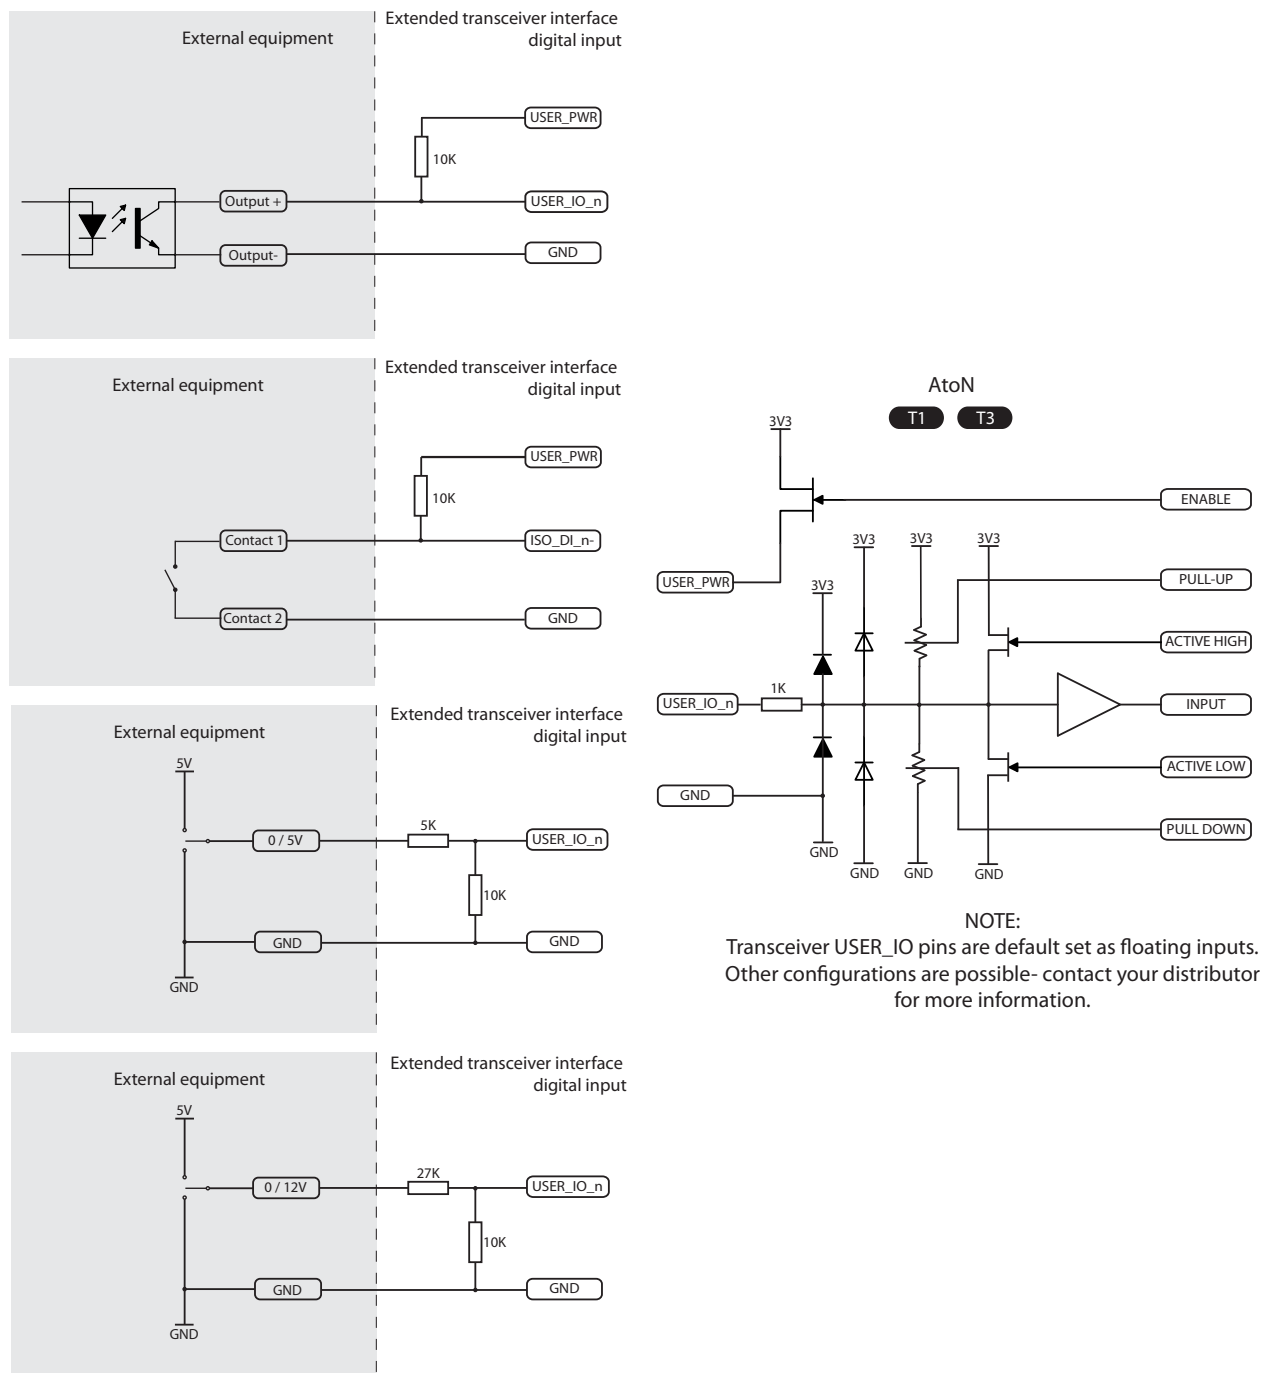 External equipment
Extended transceiver interface
digital input
USER_PWR
10K
Output +
USER_IO_n
Output-
GND
External equipment
Extended transceiver interface
digital input
USER_PWR
10K
Contact 1
ISO_DI_n-
Contact 2
GND
External equipment
Extended transceiver interface
digital input
5V
5K
0 / 5V
USER_IO_n
10K
GND
GND
GND
External equipment
Extended transceiver interface
digital input
5V
27K
0 / 12V
USER_IO_n
10K
GND
GND
GND
AtoN
T1
T3
3V3
ENABLE
3V3
3V3
3V3
USER_PWR
3V3
PULL-UP
ACTIVE HIGH
1K
USER_IO_n
INPUT
ACTIVE LOW
GND
PULL DOWN
GND
GND
GND
GND
NOTE:
Transceiver USER_IO pins are default set as floating inputs.
Other configurations are possible- contact your distributor
for more information.